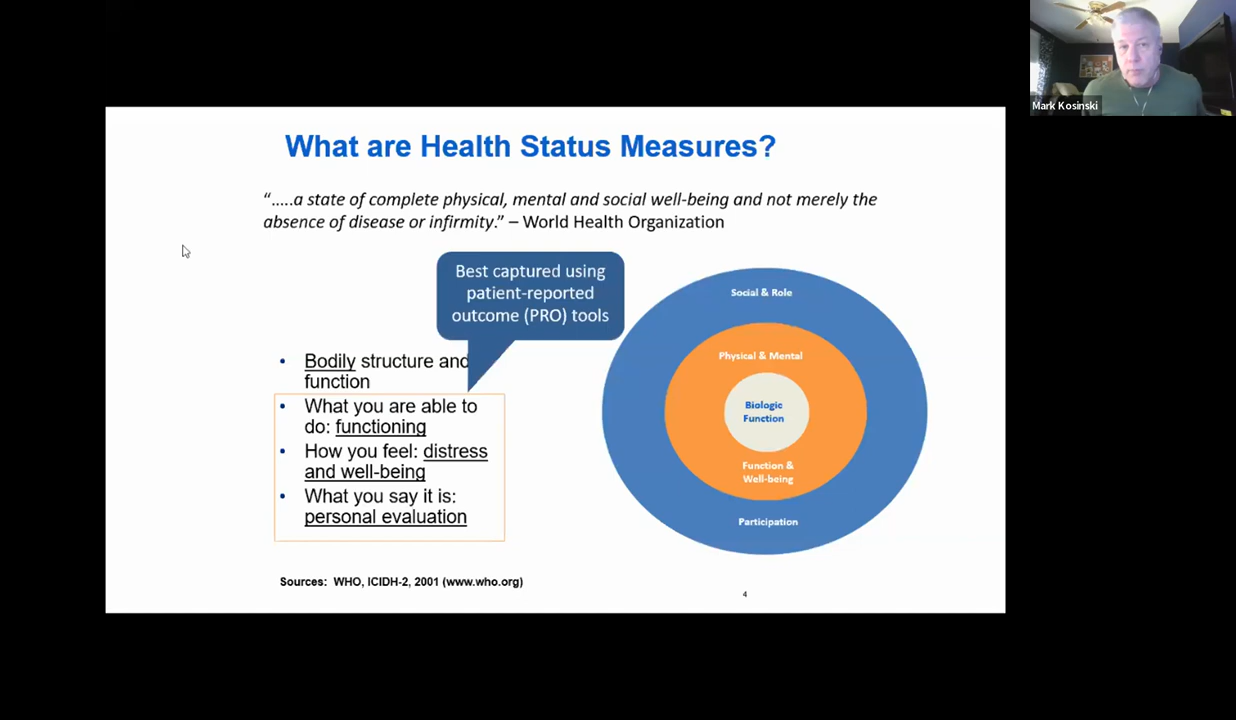 Mark Kosinski
What are Health Status Measures?
“.....a state of complete physical, mental and social well-being and not merely the
absence of disease or infirmity.” – World Health Organization
Best captured using
patient-reported
outcome (PRO) tools
• Bodily structure and
function
• What you are able to
do: functioning
• How you feel: distress
and well-being
• What you say it is:
personal evaluation
Social & Role
Physical & Mental
Biologic
Function
Function &
Well-being
Participation
Sources: WHO, ICIDH-2, 2001 (www.who.org)
4